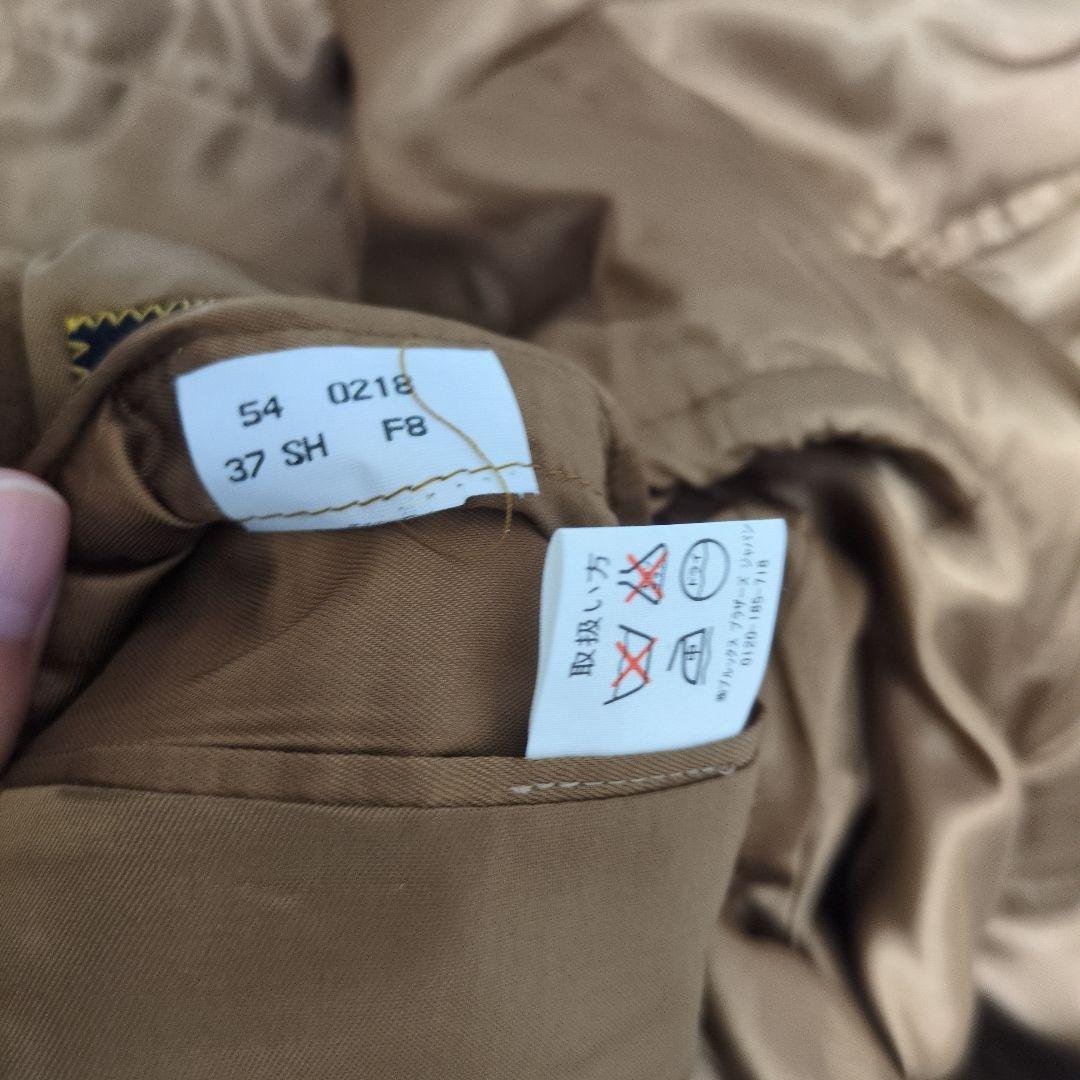 54 0218
37 SH F8
取扱い方
ドライ
中
㈱ブルックス ブラザーズ ジャパン
0120-185-718